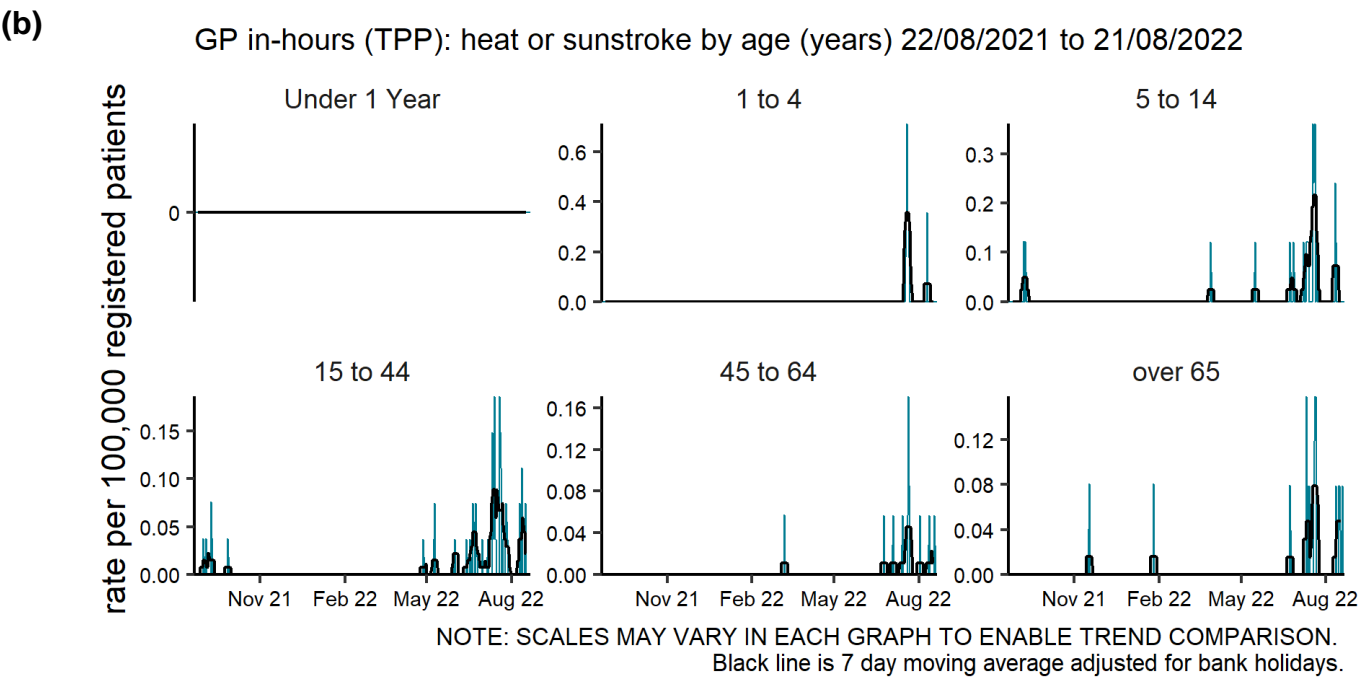 (b)
GP in-hours (TPP): heat or sunstroke by age (years) 22/08/2021 to 21/08/2022
rate per 100,000 registered patients
Under 1 Year
0
1 to 4
0.6
0.4
0.2
0.0
5 to 14
0.3
0.2
0.1
0.0
15 to 44
0.15
0.10
0.05
0.00
Nov 21 Feb 22 May 22 Aug 22
45 to 64
0.16
0.12
0.08
0.04
0.00
Nov 21 Feb 22 May 22 Aug 22
over 65
0.12
0.08
0.04
0.00
Nov 21 Feb 22 May 22 Aug 22
NOTE: SCALES MAY VARY IN EACH GRAPH TO ENABLE TREND COMPARISON.
Black line is 7 day moving average adjusted for bank holidays.